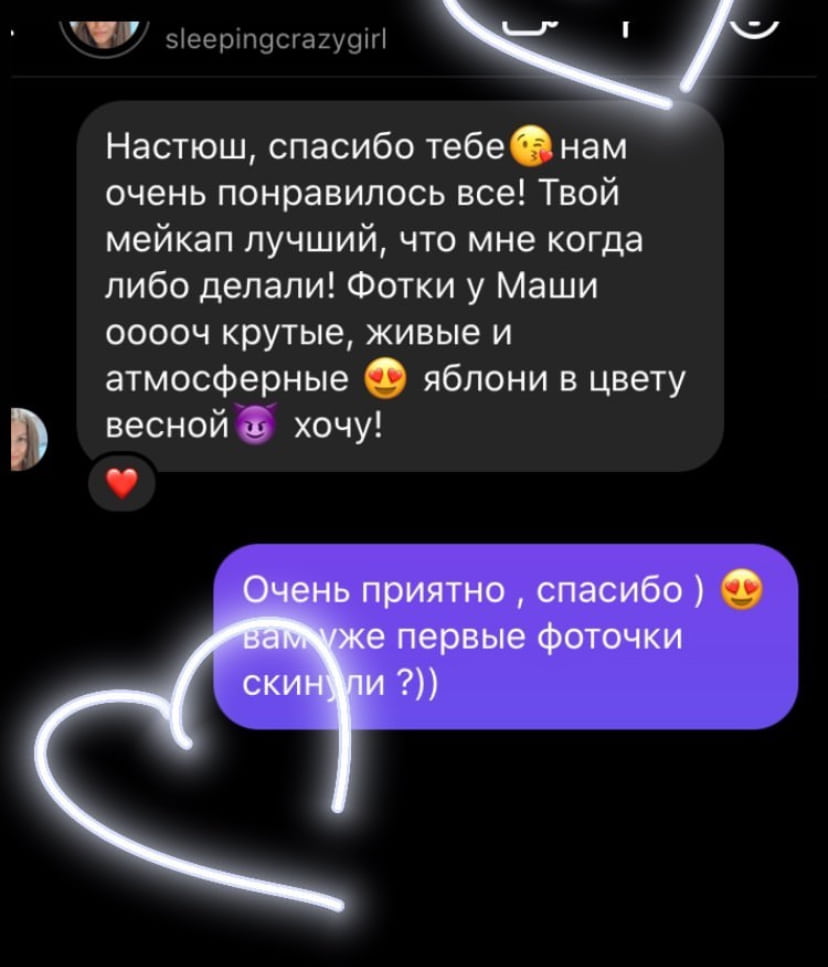 sleepingcrazygirl
Настюш, спасибо тебе😘нам
очень понравилось все! Твой
мейкап лучший, что мне когда
либо делали! Фотки у Маши
ооооч крутые, живые и
атмосферные 😍 яблони в цвету
весной😈 хочу!
Очень приятно , спасибо ) 😍
вам уже первые фоточки
скинули ?))